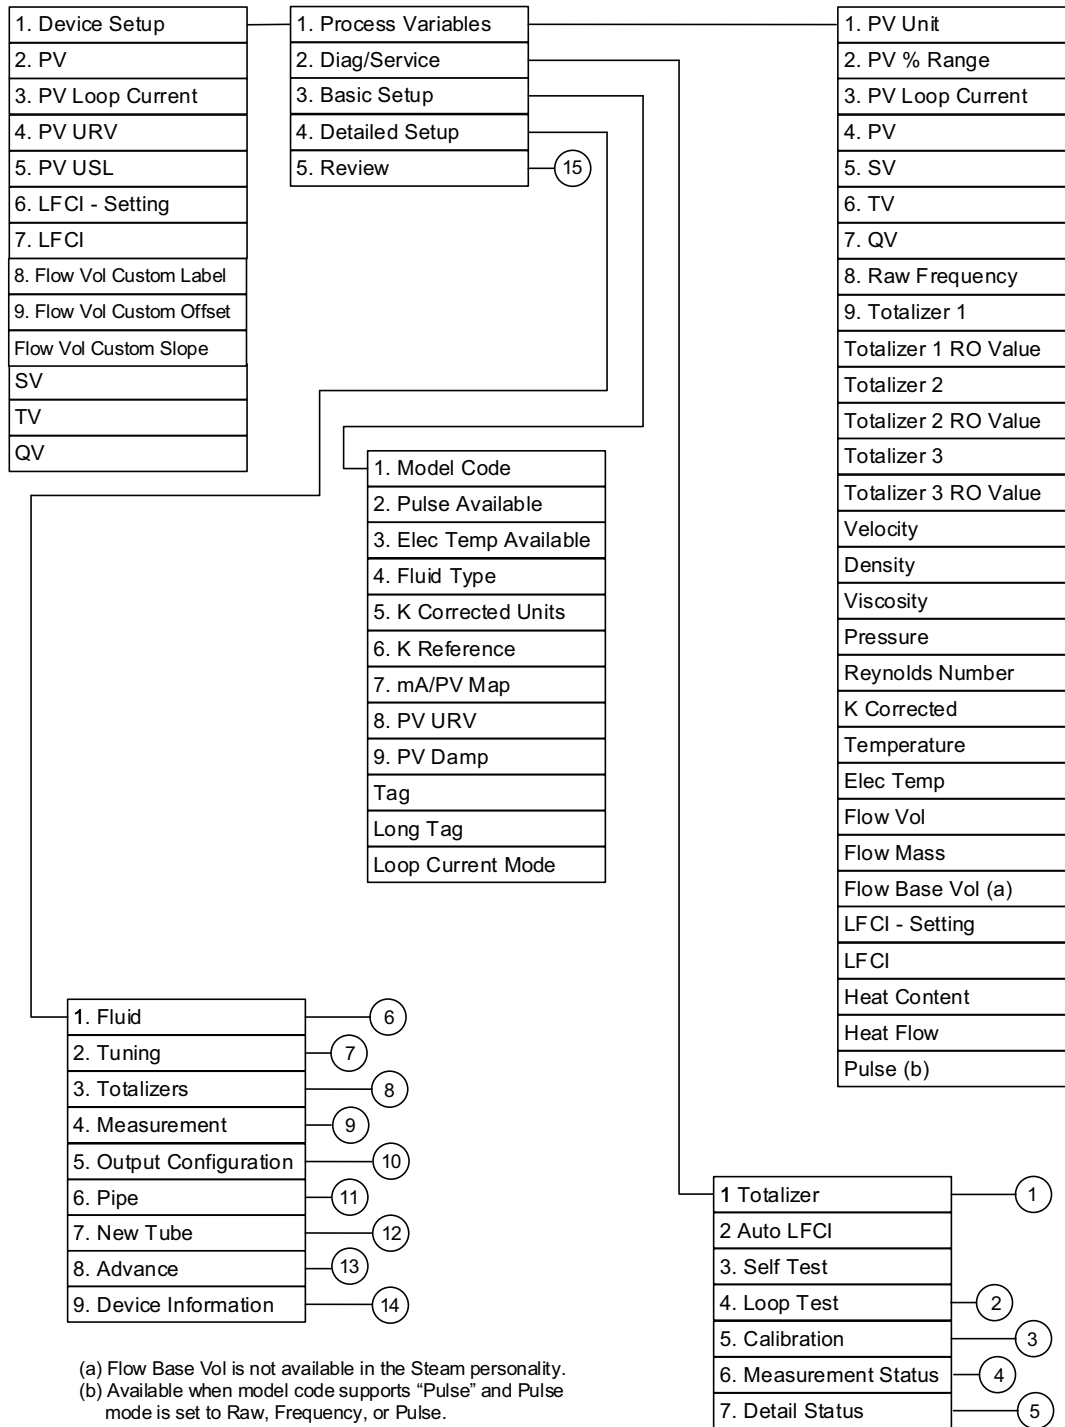 1. Device Setup
2. PV
3. PV Loop Current
4. PV URV
5. PV USL
6. LFCI - Setting
7. LFCI
8. Flow Vol Custom Label
9. Flow Vol Custom Offset
Flow Vol Custom Slope
SV
TV
QV
1. Process Variables
2. Diag/Service
3. Basic Setup
4. Detailed Setup
5. Review
15
1. PV Unit
2. PV % Range
3. PV Loop Current
4. PV
5. SV
6. TV
7. QV
8. Raw Frequency
9. Totalizer 1
Totalizer 1 RO Value
Totalizer 2
Totalizer 2 RO Value
Totalizer 3
Totalizer 3 RO Value
Velocity
Density
Viscosity
Pressure
Reynolds Number
K Corrected
Temperature
Elec Temp
Flow Vol
Flow Mass
Flow Base Vol (a)
LFCI - Setting
LFCI
Heat Content
Heat Flow
Pulse (b)
1. Model Code
2. Pulse Available
3. Elec Temp Available
4. Fluid Type
5. K Corrected Units
6. K Reference
7. mA/PV Map
8. PV URV
9. PV Damp
Tag
Long Tag
Loop Current Mode
1. Fluid
6
2. Tuning
7
3. Totalizers
8
4. Measurement
9
5. Output Configuration
10
6. Pipe
11
7. New Tube
12
8. Advance
13
9. Device Information
14
1 Totalizer
1
2 Auto LFCI
3. Self Test
4. Loop Test
2
5. Calibration
3
6. Measurement Status
4
7. Detail Status
5
(a) Flow Base Vol is not available in the Steam personality.
(b) Available when model code supports “Pulse” and Pulse
mode is set to Raw, Frequency, or Pulse.